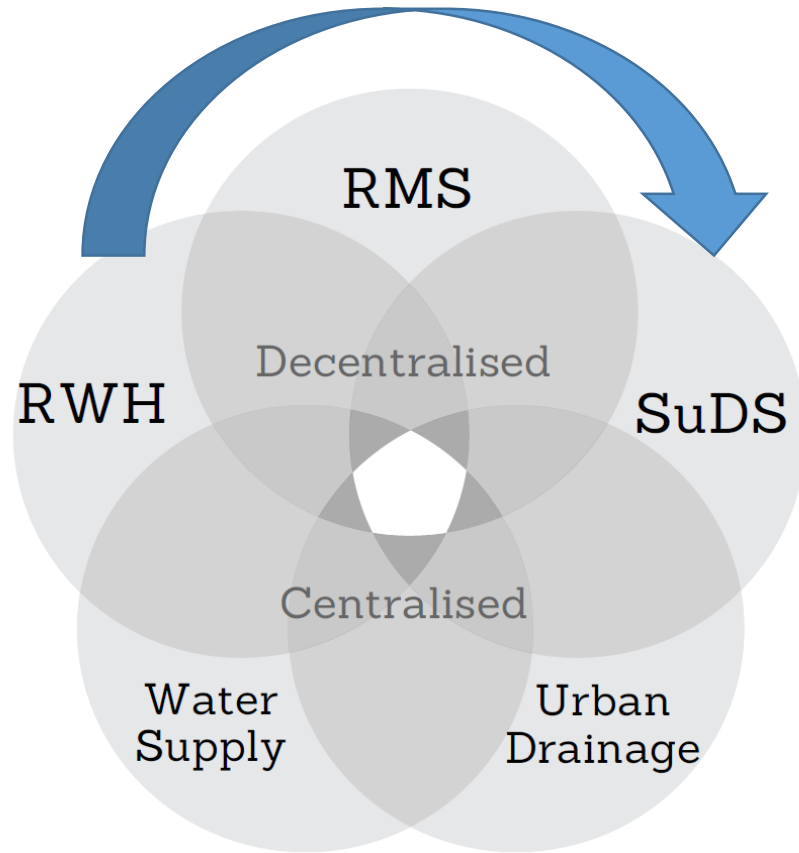 RMS
Decentralised
RWH
SuDS
Centralised
Water
Supply
Urban
Drainage